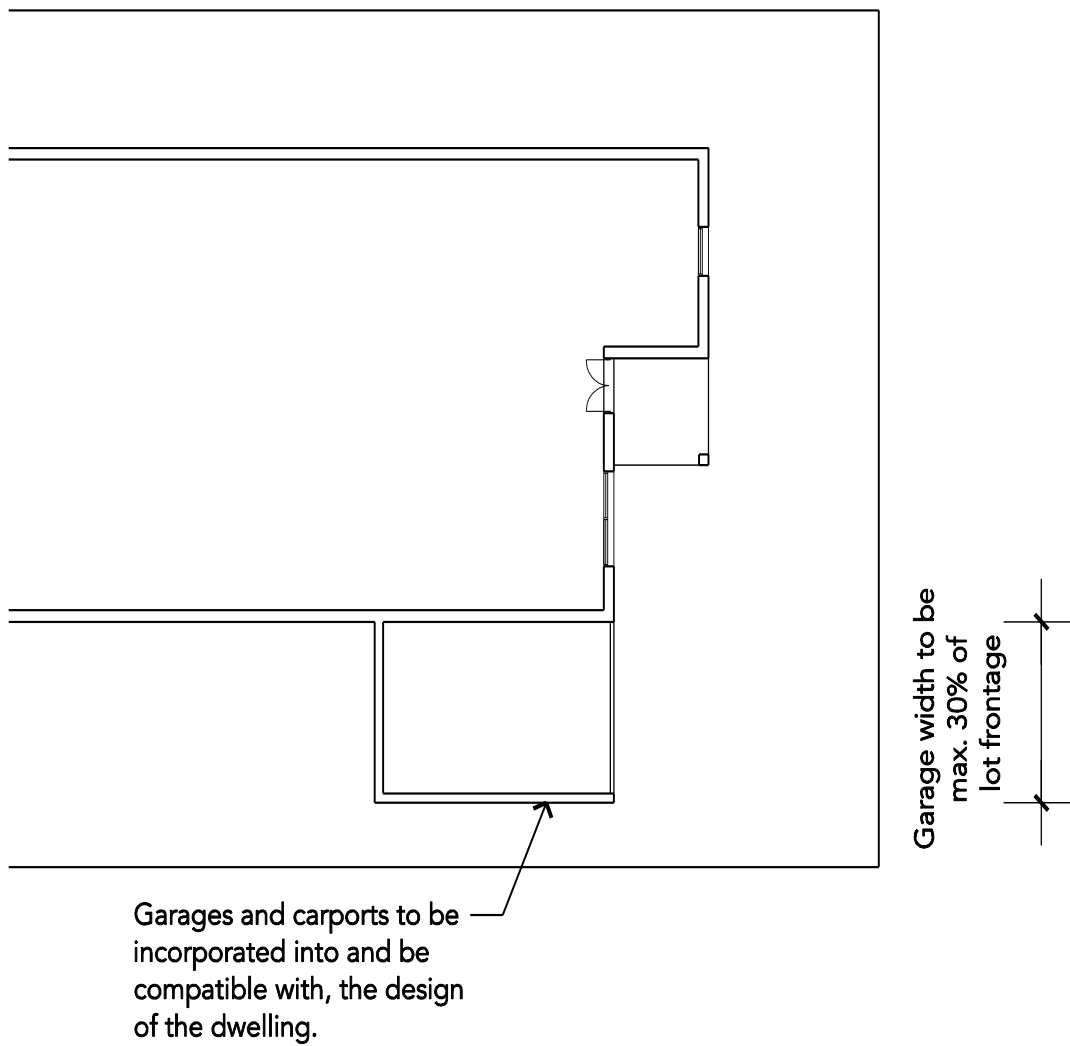 Garage width to be
max. 30% of
lot frontage
Garages and carports to be
incorporated into and be
compatible with, the design
of the dwelling.